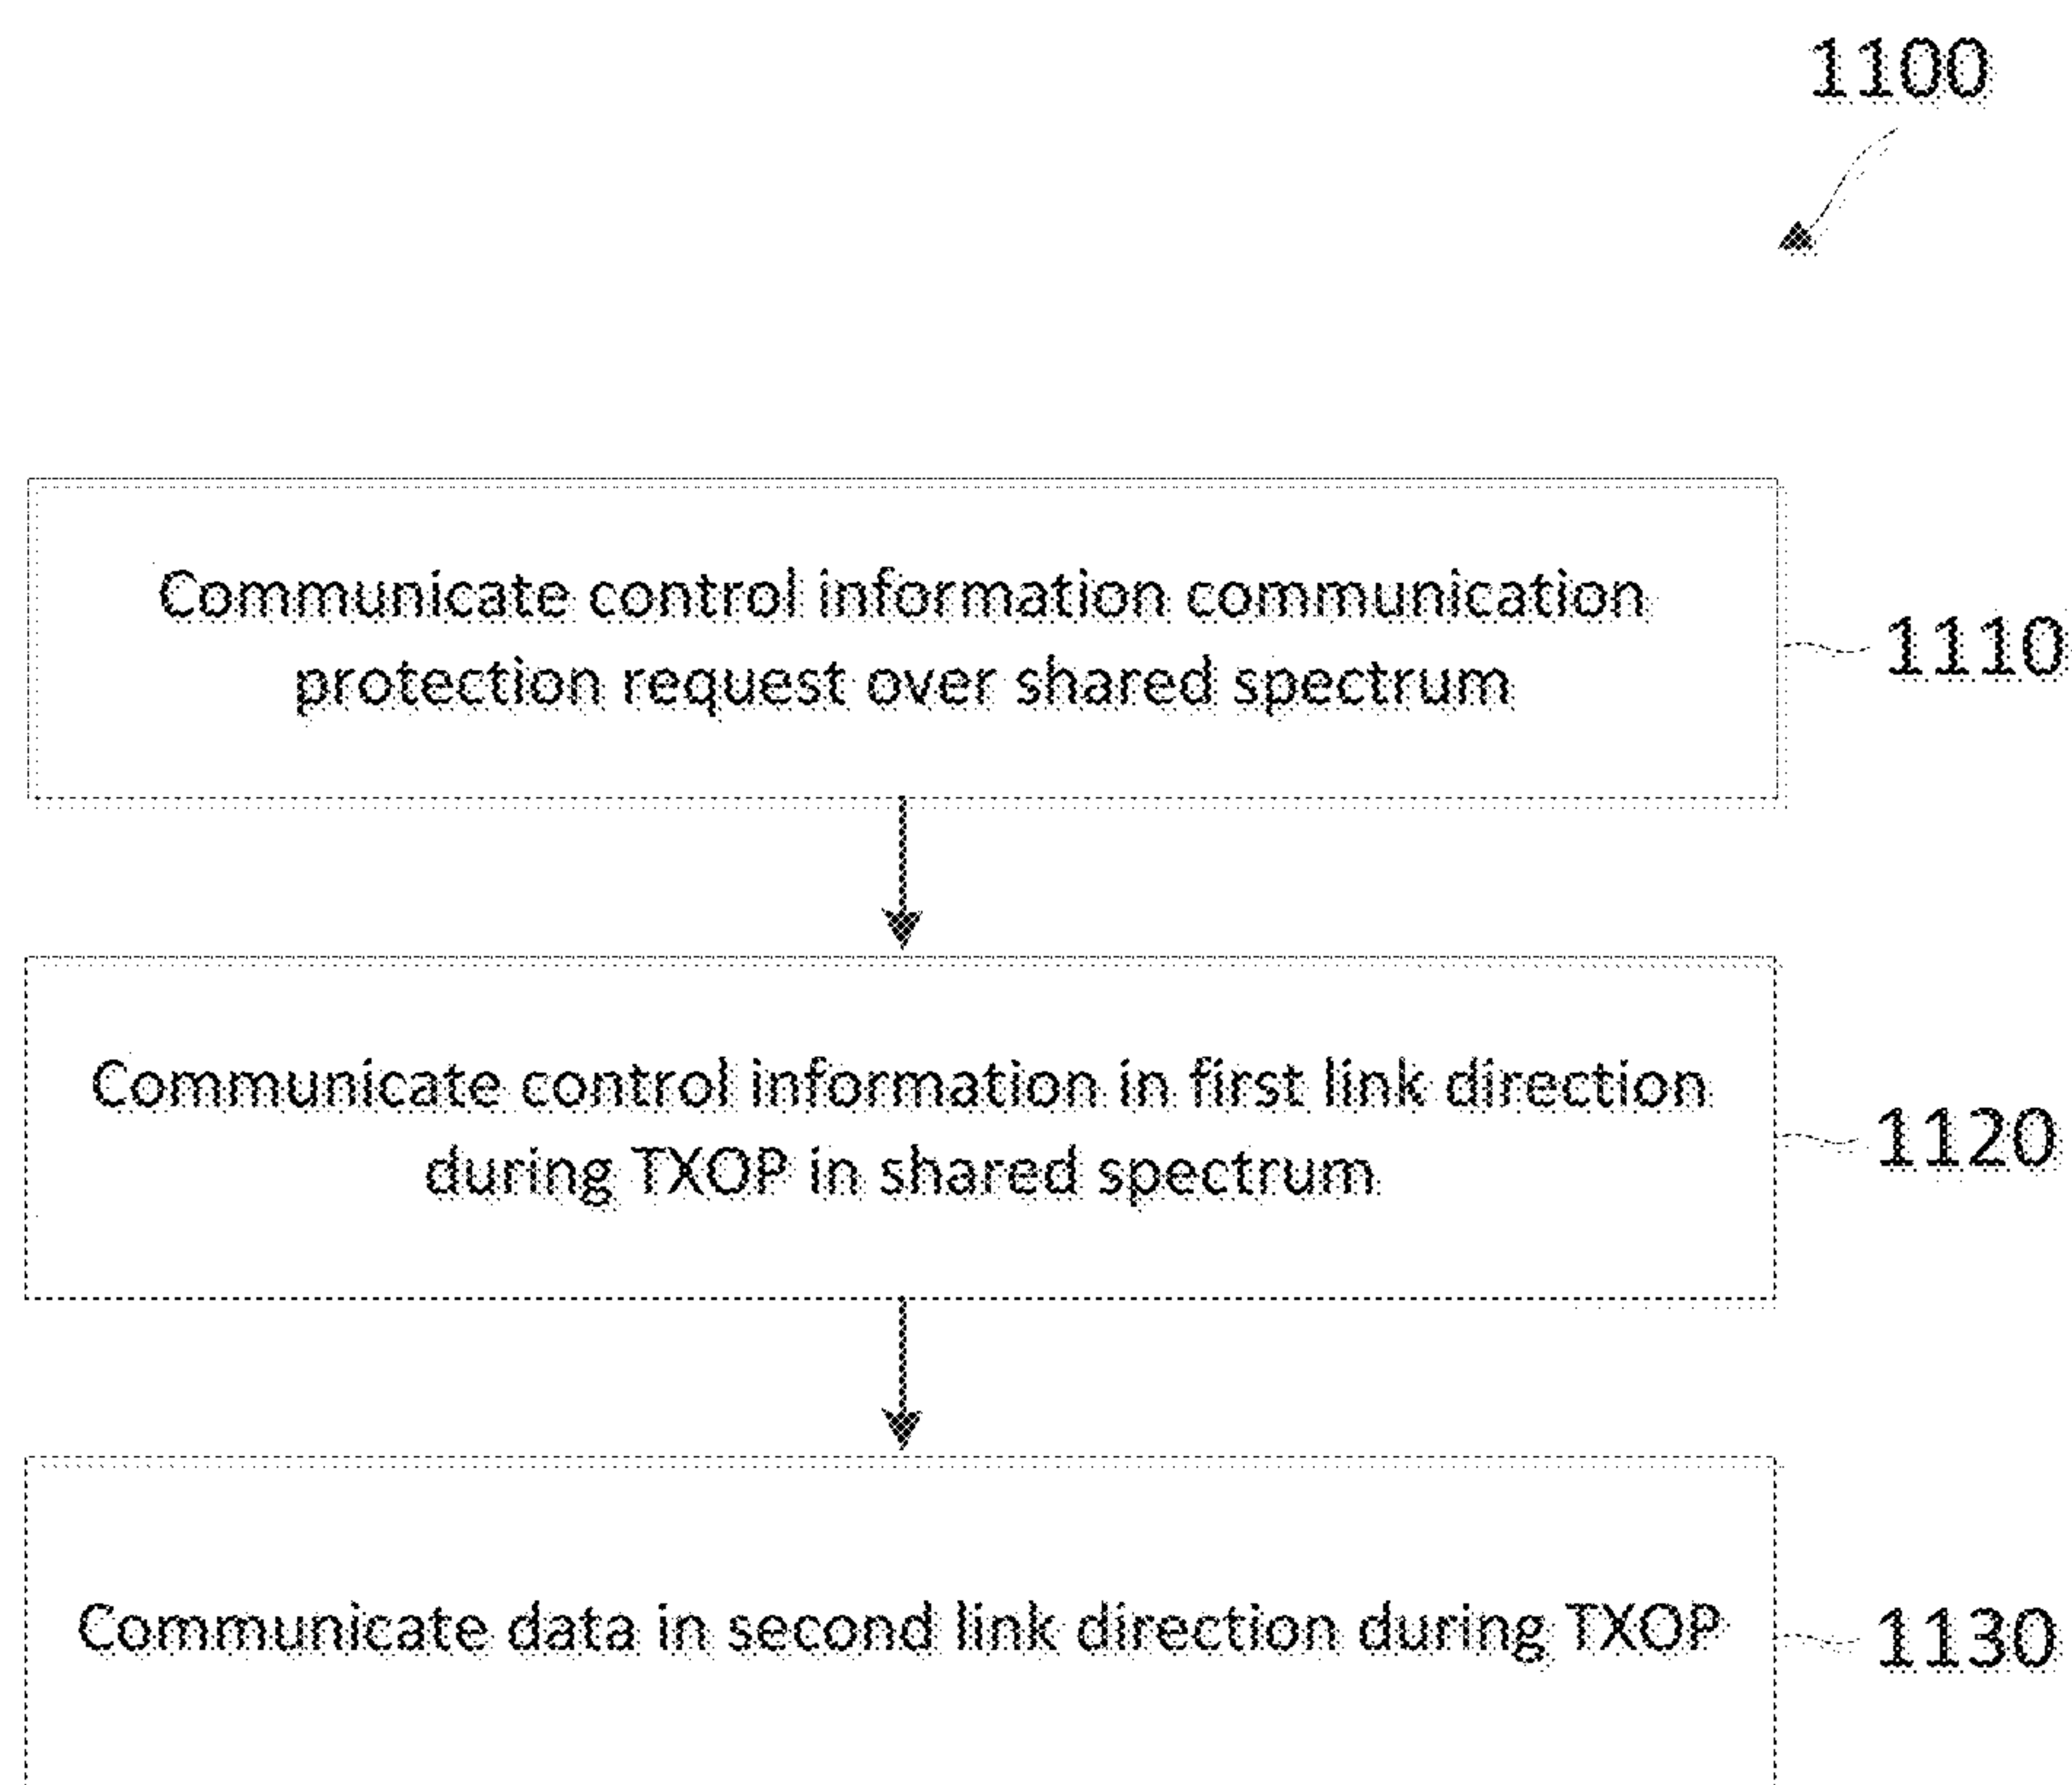 1100
Communicate control information communication
protection request over shared spectrum
1110
Communicate control information in first link direction
during TXOP in shared spectrum
1120
Communicate data in second link direction during TXOP
1130